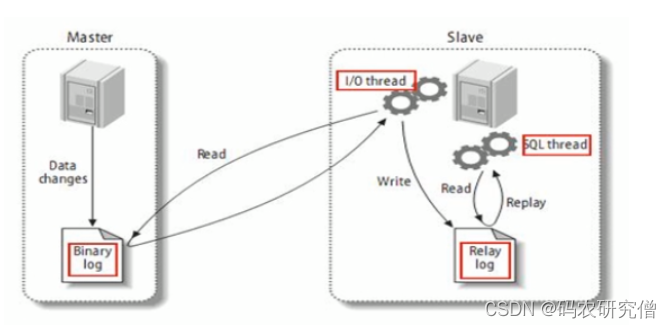 Master
Slave
I/O thread
SQL thread
Data
changes
Read
Write
Read
Replay
Binary
log
Relay
log
CSDN @码农研究僧